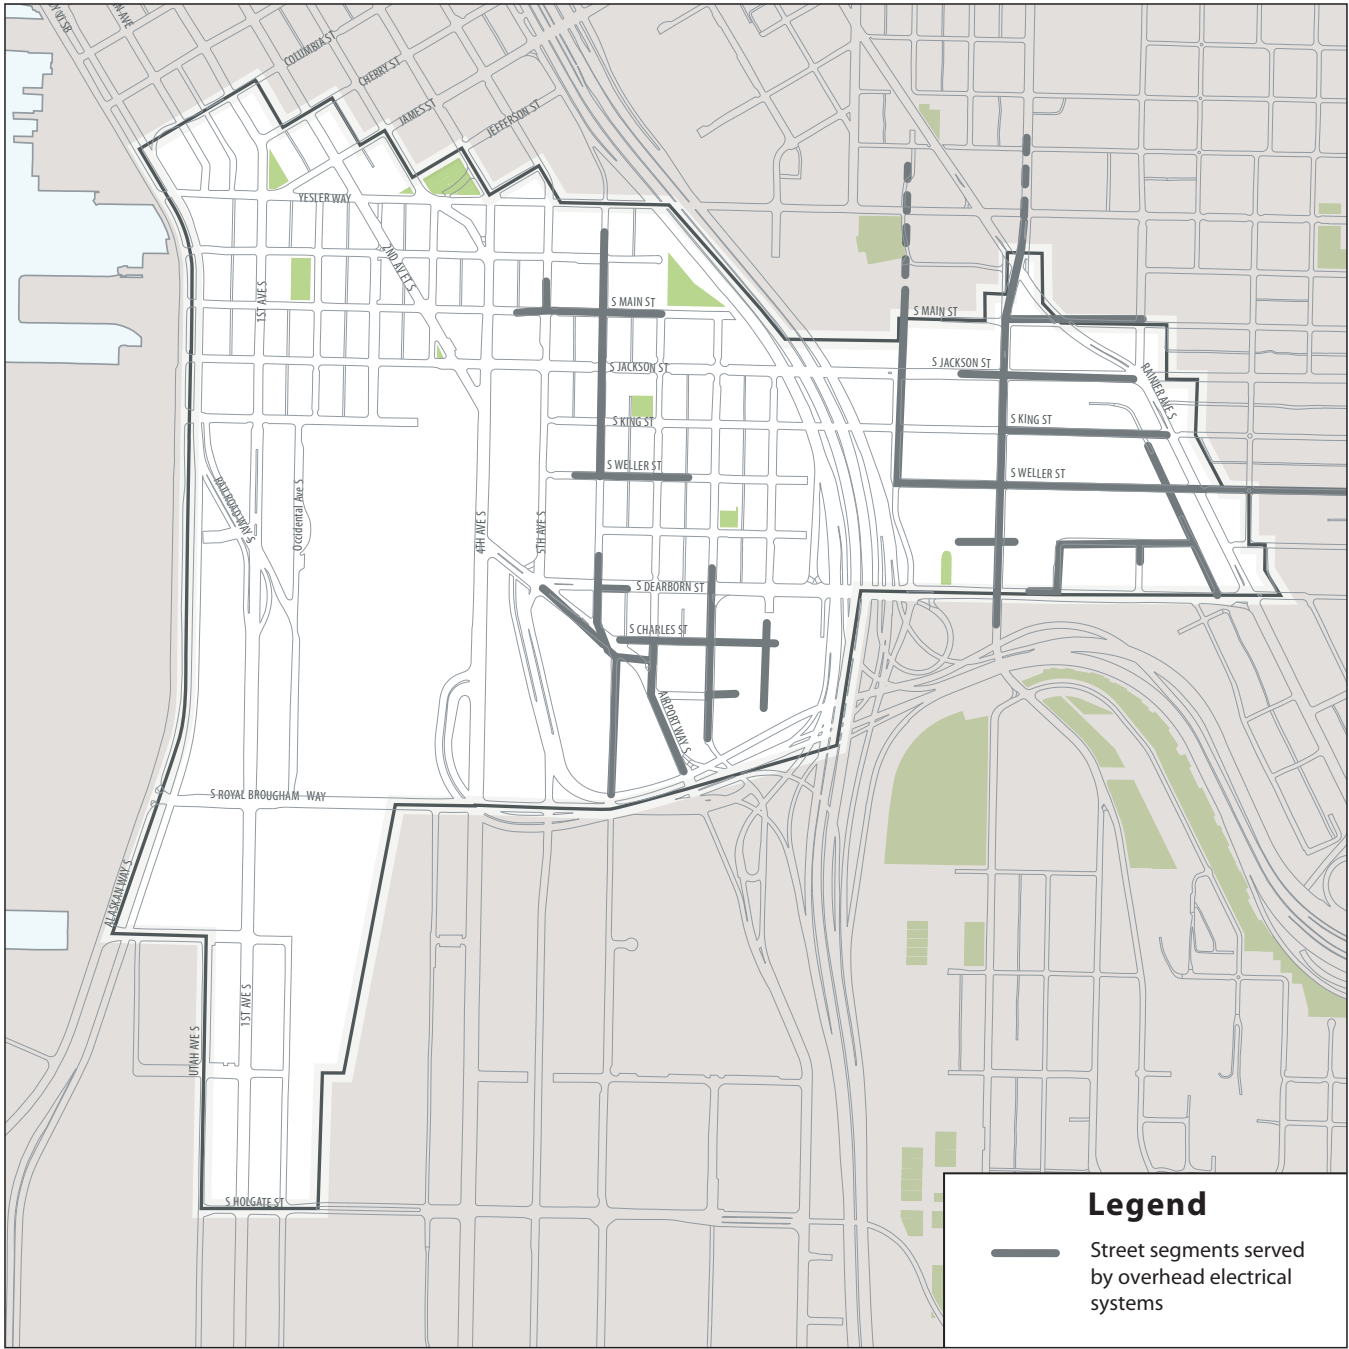 COLUMBIA ST
CHERRY ST
JAMES ST
JEFFERSON ST
YESLER WAY
2ND AV ET S
1ST AVE S
S MAIN ST
S MAIN ST
S JACKSON ST
S JACKSON ST
RAINIER AVE S
S KING ST
S KING ST
S WELLER ST
S WELLER ST
RAILROAD WAY S
Occidental Ave S
4TH AVE S
5TH AVE S
S DEARBORN ST
S CHARLES ST
AIRPORT WAY S
S ROYAL BROUGHAM WAY
ALASKAN WAY S
1ST AVE S
UTAH AVE S
S HOLGATE ST
Legend
Street segments served
by overhead electrical
systems